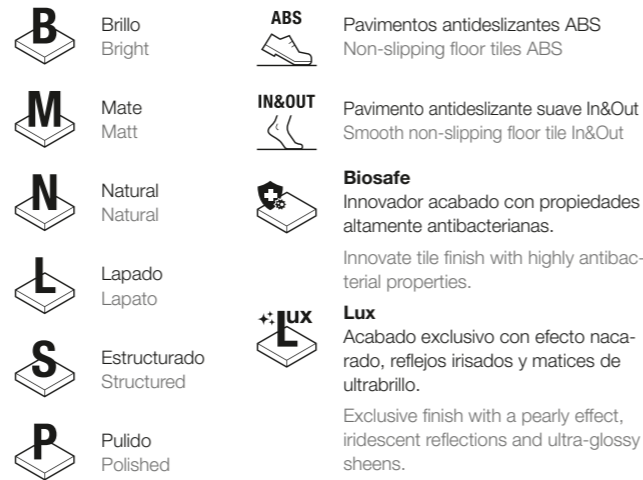 B
Brillo
Bright
M
Mate
Matt
N
Natural
Natural
L
Lapado
Lapato
S
Estructurado
Structured
P
Pulido
Polished
ABS
Pavimentos antideslizantes ABS
Non-slipping floor tiles ABS
IN&OUT
Pavimento antideslizante suave In&Out
Smooth non-slipping floor tile In&Out
Biosafe
Innovador acabado con propiedades
altamente antibacterianas.
Innovate tile finish with highly antibac-
terial properties.
Lux
Lux
Acabado exclusivo con efecto naca-
rado, reflejos irisados y matices de
ultrabrillo.
Exclusive finish with a pearly effect,
iridescent reflections and ultra-glossy
sheens.